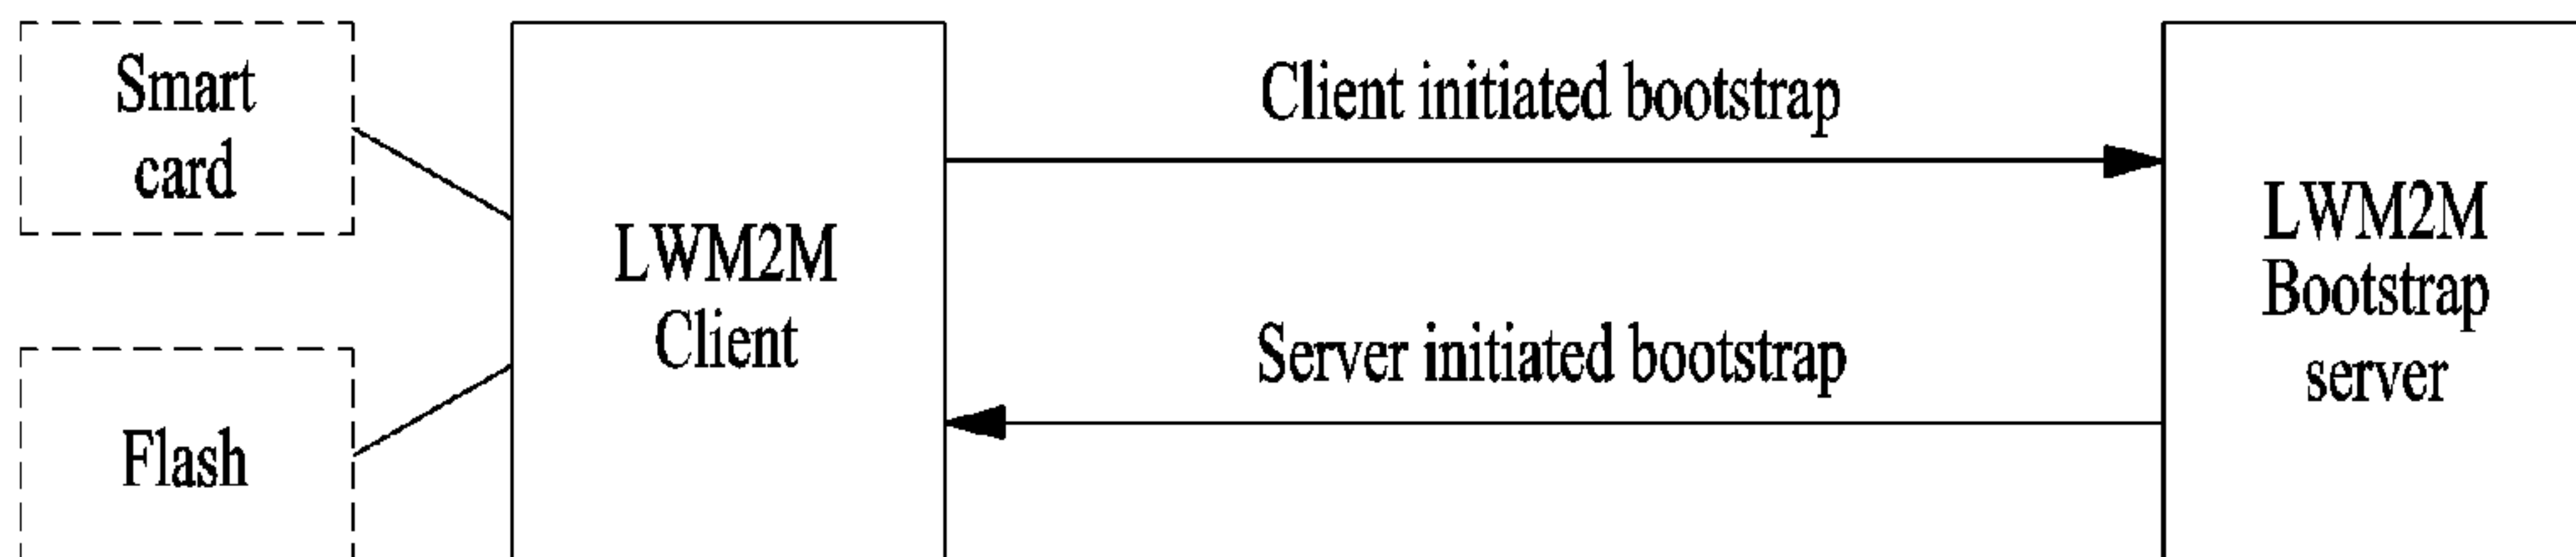 Smart
card
Flash
LWM2M
Client
Client initiated bootstrap
Server initiated bootstrap
LWM2M
Bootstrap
server